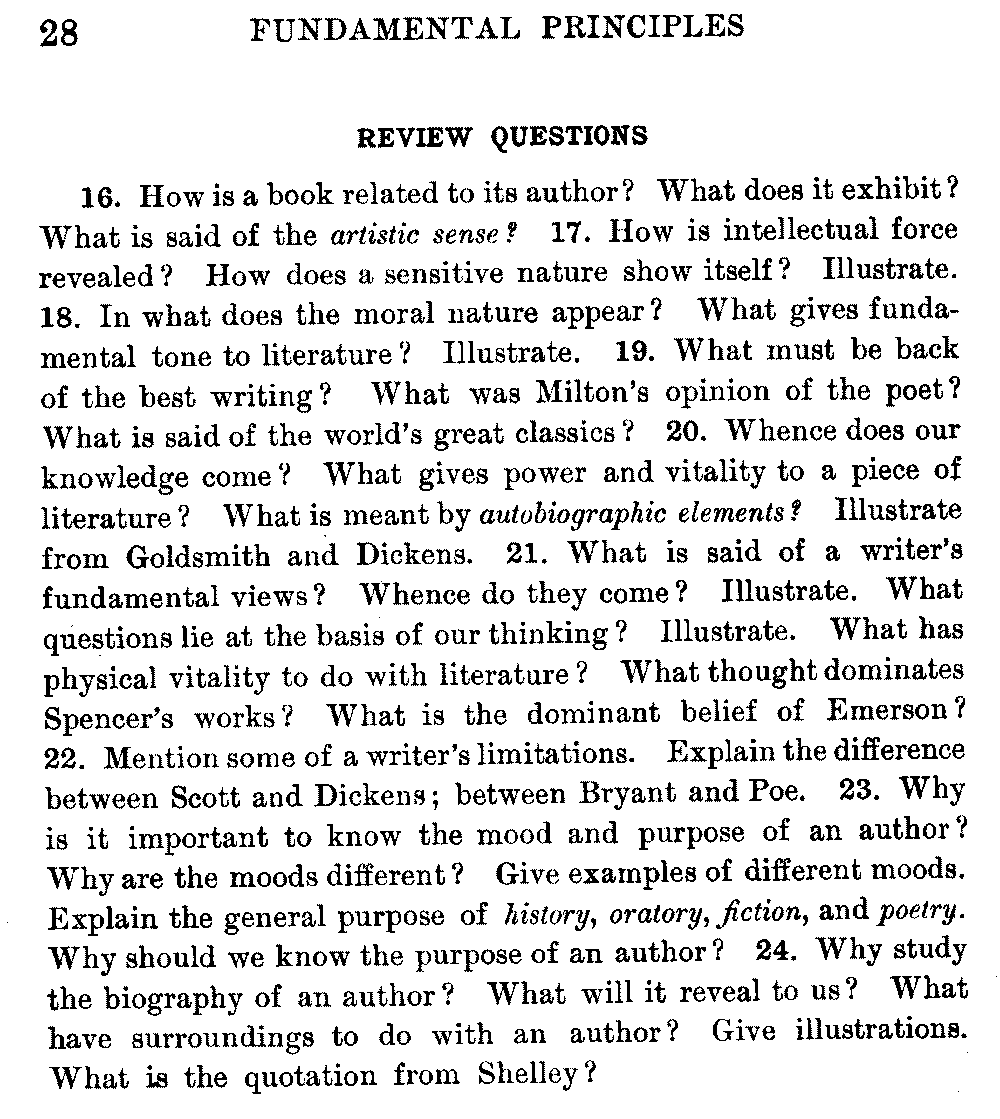 28 FUNDAMENTAL PRINCIPLES
REVIEW QUESTIONS
16. How is a book related to its author? What does it exhibit?
What is said of the artistic sense? 17. How is intellectual force
revealed? How does a sensitive nature show itself? Illustrate.
18. In what does the moral nature appear? What gives funda-
mental tone to literature? Illustrate. 19. What must be back
of the best writing? What was Milton's opinion of the poet?
What is said of the world's great classics? 20. Whence does our
knowledge come? What gives power and vitality to a piece of
literature? What is meant by autobiographic elements? Illustrate
from Goldsmith and Dickens. 21. What is said of a writer's
fundamental views? Whence do they come? Illustrate. What
questions lie at the basis of our thinking? Illustrate. What has
physical vitality to do with literature? What thought dominates
Spencer's works? What is the dominant belief of Emerson?
22. Mention some of a writer's limitations. Explain the difference
between Scott and Dickens; between Bryant and Poe. 23. Why
is it important to know the mood and purpose of an author?
Why are the moods different? Give examples of different moods.
Explain the general purpose of history, oratory, fiction, and poetry.
Why should we know the purpose of an author? 24. Why study
the biography of an author? What will it reveal to us? What
have surroundings to do with an author? Give illustrations.
What is the quotation from Shelley?